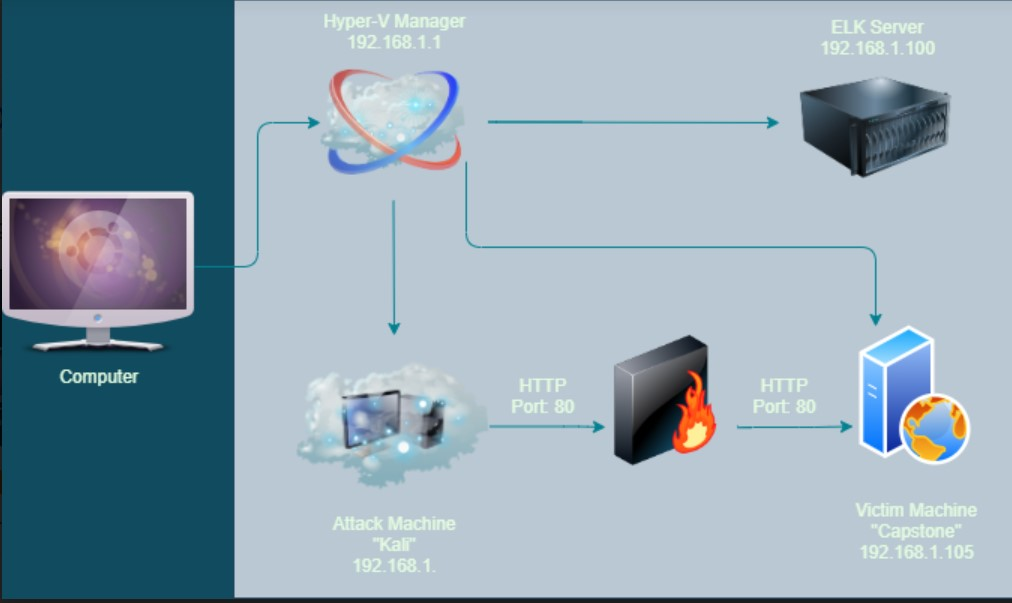 Hyper-V Manager
192.168.1.1
ELK Server
192.168.1.100
Computer
HTTP
Port: 80
HTTP
Port: 80
Attack Machine
"Kali"
192.168.1.
Victim Machine
"Capstone"
192.168.1.105